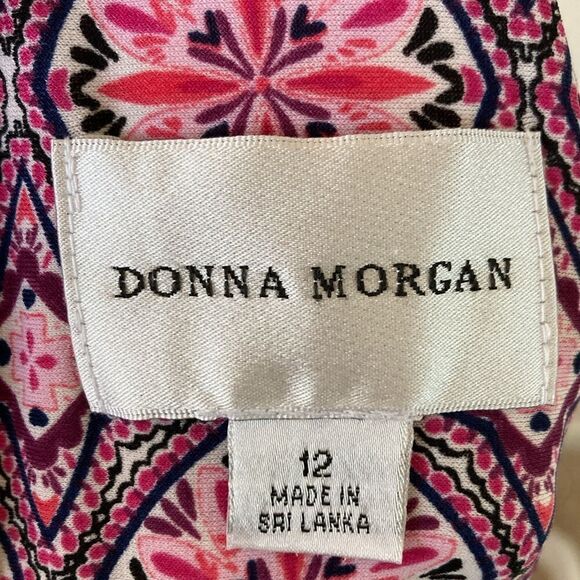 DONNA MORGAN
12
MADE IN
SRI LANKA